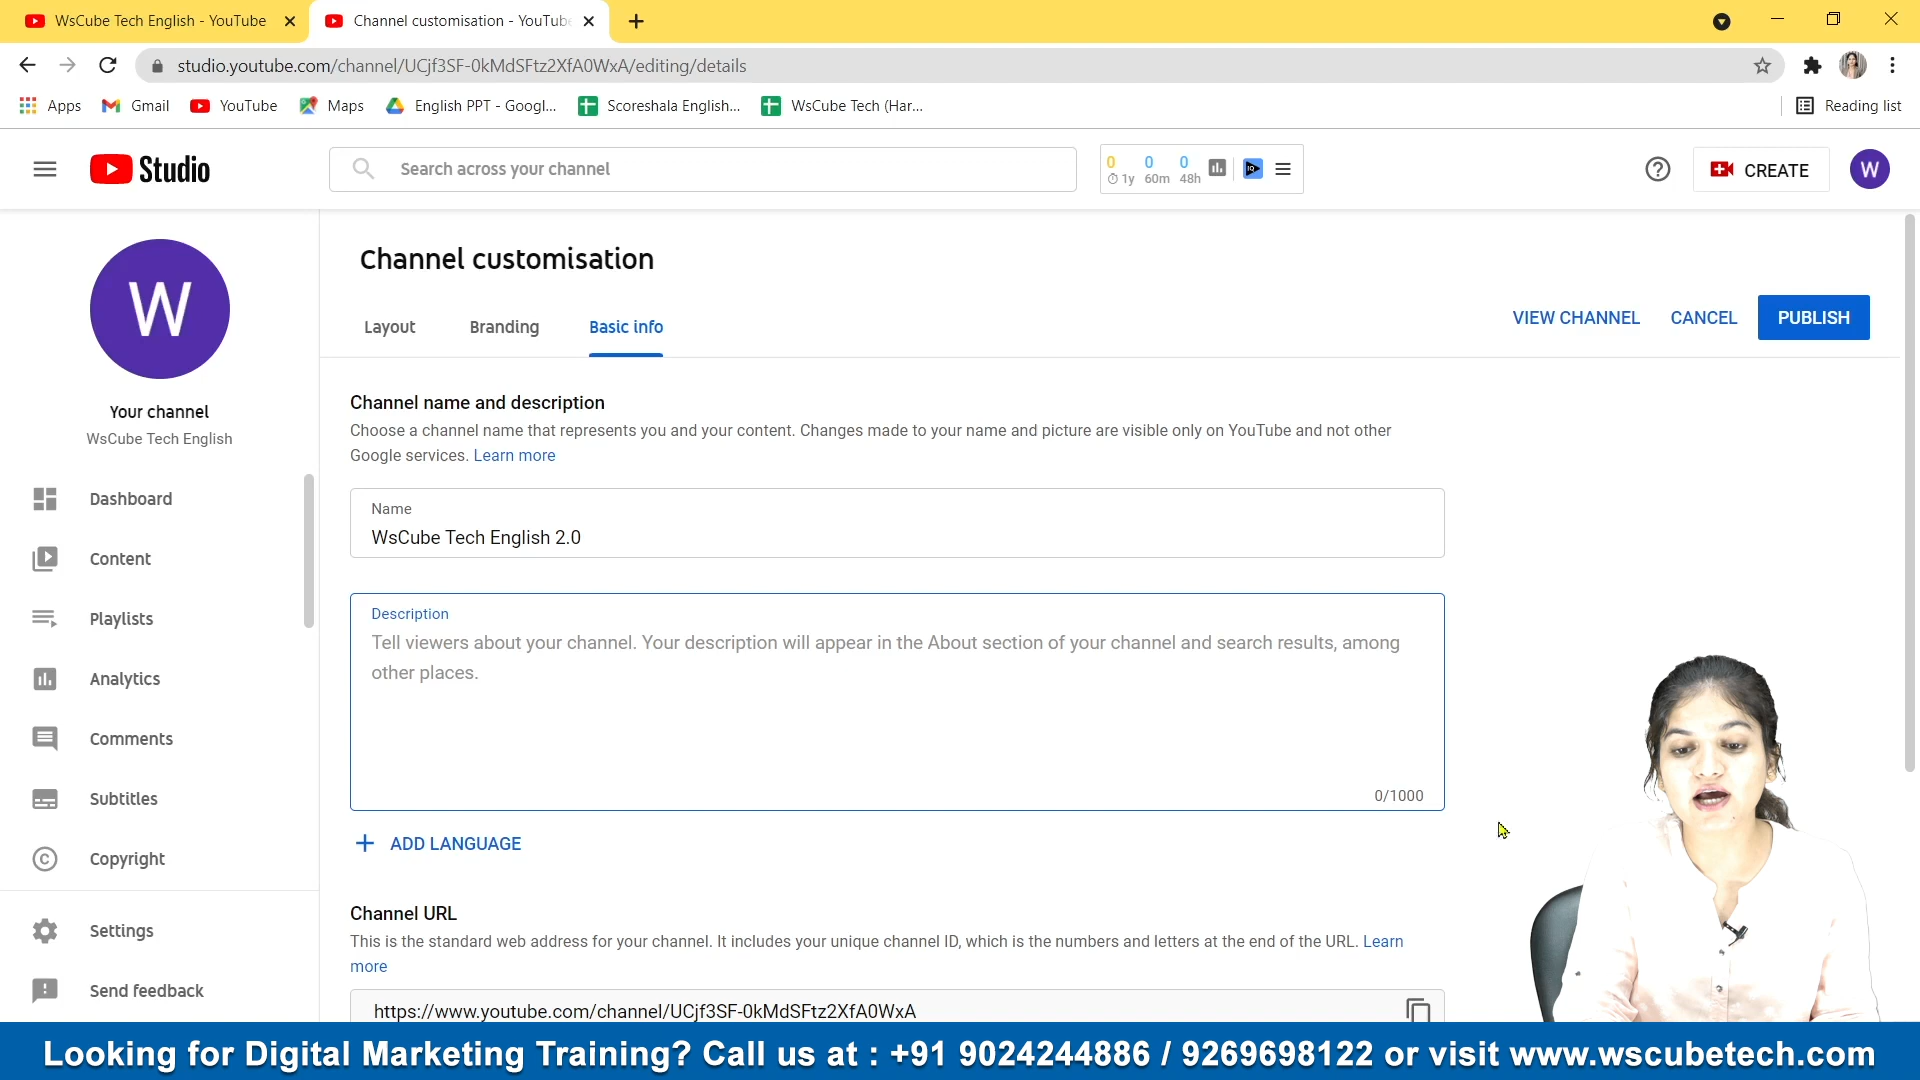 WsCube Tech English - YouTube
Channel customisation - YouTube
studio.youtube.com/channel/UCjf3SF-0kMdSFtz2XfA0WxA/editing/details
Apps Gmail YouTube Maps English PPT - Googl... Scoreshala English... WsCube Tech (Har... Reading list
Studio
Search across your channel
0 0 0
1y 60m 48h
CREATE
W
W
Your channel
WsCube Tech English
Dashboard
Content
Playlists
Analytics
Comments
Subtitles
Copyright
Settings
Send feedback
Channel customisation
Layout Branding Basic info
VIEW CHANNEL CANCEL PUBLISH
Channel name and description
Choose a channel name that represents you and your content. Changes made to your name and picture are visible only on YouTube and not other
Google services. Learn more
Name
WsCube Tech English 2.0
Description
Tell viewers about your channel. Your description will appear in the About section of your channel and search results, among
other places.
0/1000
ADD LANGUAGE
Channel URL
This is the standard web address for your channel. It includes your unique channel ID, which is the numbers and letters at the end of the URL. Learn
more
https://www.youtube.com/channel/UCjf3SF-0kMdSFtz2XfA0WxA
Looking for Digital Marketing Training? Call us at : +91 9024244886 / 9269698122 or visit www.wscubetech.com